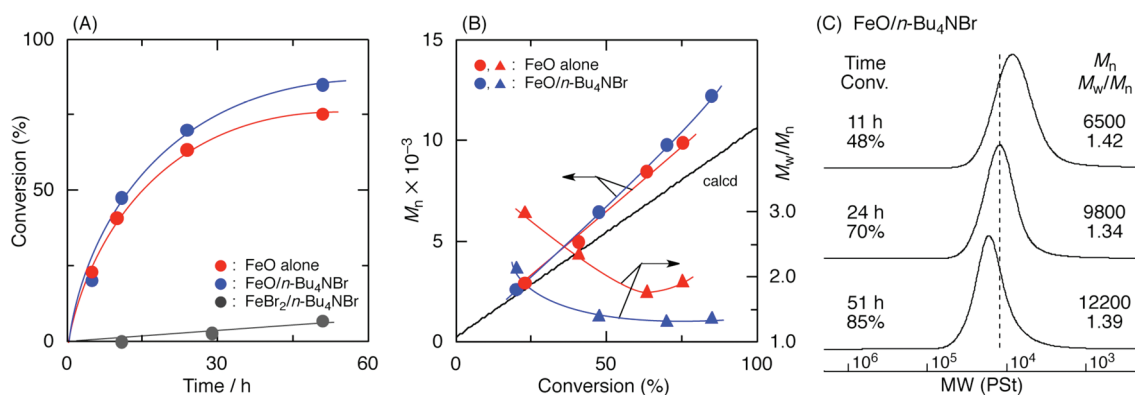 (A)
100
50
0
0
30
60
Conversion (%)
Time / h
: FeO alone
: FeO/n-Bu₄NBr
: FeBr₂/n-Bu₄NBr
(B)
15
10
5
0
Mn × 10⁻³
, : FeO alone
, : FeO/n-Bu₄NBr
calcd
3.0
2.0
1.0
Mw/Mn
0
50
100
Conversion (%)
(C) FeO/n-Bu₄NBr
Time
Conv.
Mn
Mw/Mn
11 h
48%
6500
1.42
24 h
70%
9800
1.34
51 h
85%
12200
1.39
10⁶
10⁵
10⁴
10³
MW (PSt)